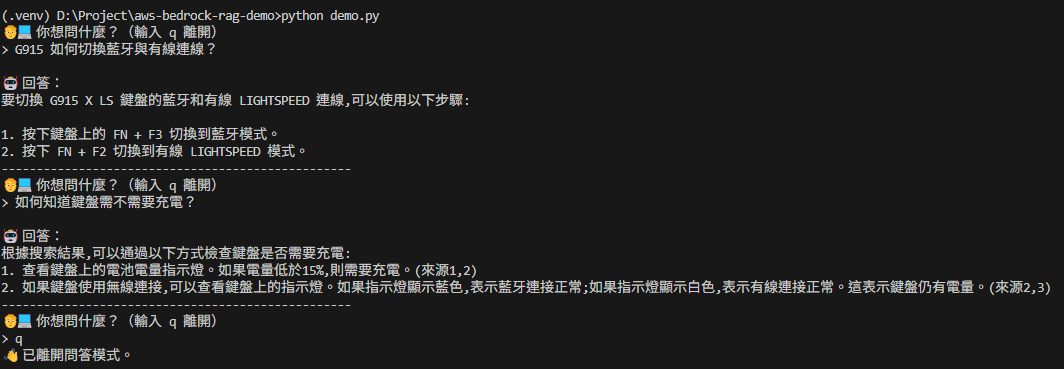 (.venv) D:\Project\aws-bedrock-rag-demo>python demo.py
🧑‍💻 你想問什麼？（輸入 q 離開）
> G915 如何切換藍牙與有線連線？
🤖 回答：
要切換 G915 X LS 鍵盤的藍牙和有線 LIGHTSPEED 連線,可以使用以下步驟:
1. 按下鍵盤上的 FN + F3 切換到藍牙模式。
2. 按下 FN + F2 切換到有線 LIGHTSPEED 模式。
--------------------------------------------------
🧑‍💻 你想問什麼？（輸入 q 離開）
> 如何知道鍵盤需不需要充電？
🤖 回答：
根據搜索結果,可以通過以下方式檢查鍵盤是否需要充電:
1. 查看鍵盤上的電池電量指示燈。如果電量低於15%,則需要充電。(來源1,2)
2. 如果鍵盤使用無線連接,可以查看鍵盤上的指示燈。如果指示燈顯示藍色,表示藍牙連接正常;如果指示燈顯示白色,表示有線連接正常。這表示鍵盤仍有電量。(來源2,3)
--------------------------------------------------
🧑‍💻 你想問什麼？（輸入 q 離開）
> q
👋 已離開問答模式。